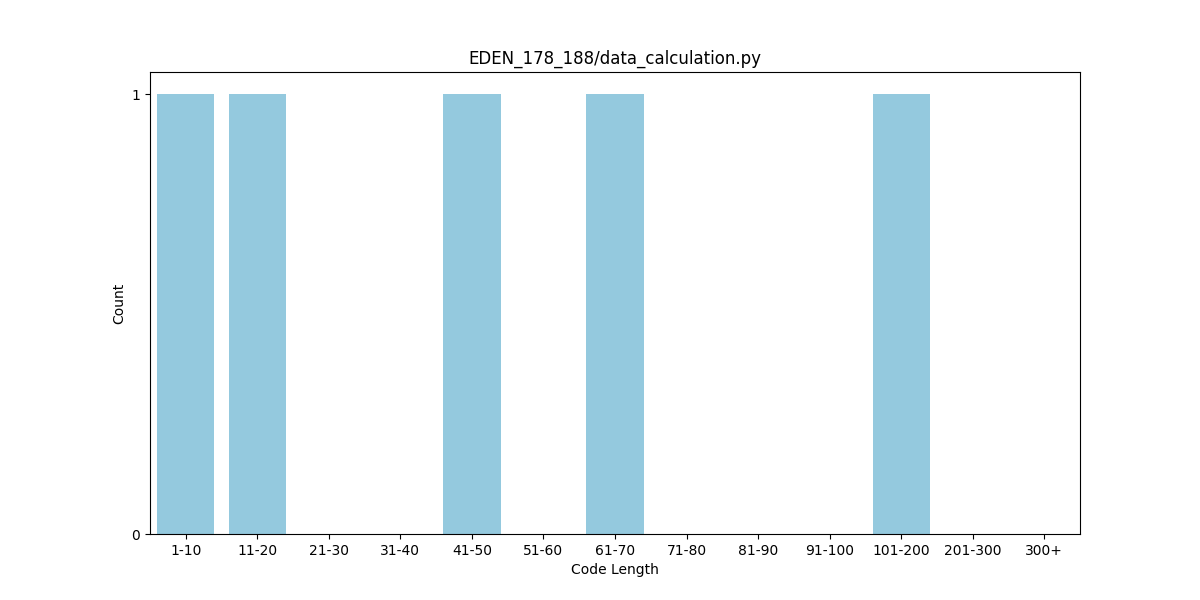 EDEN_178_188/data_calculation.py
Count
1
0
1-10 11-20 21-30 31-40 41-50 51-60 61-70 71-80 81-90 91-100 101-200 201-300 300+
Code Length